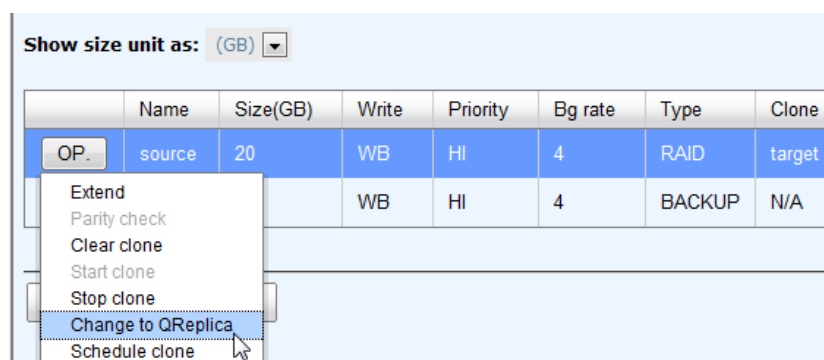 Show size unit as: (GB)
Name Size(GB) Write Priority Bg rate Type Clone
OP. source 20 WB HI 4 RAID target
WB HI 4 BACKUP N/A
Extend
Parity check
Clear clone
Start clone
Stop clone
Change to QReplica
Schedule clone